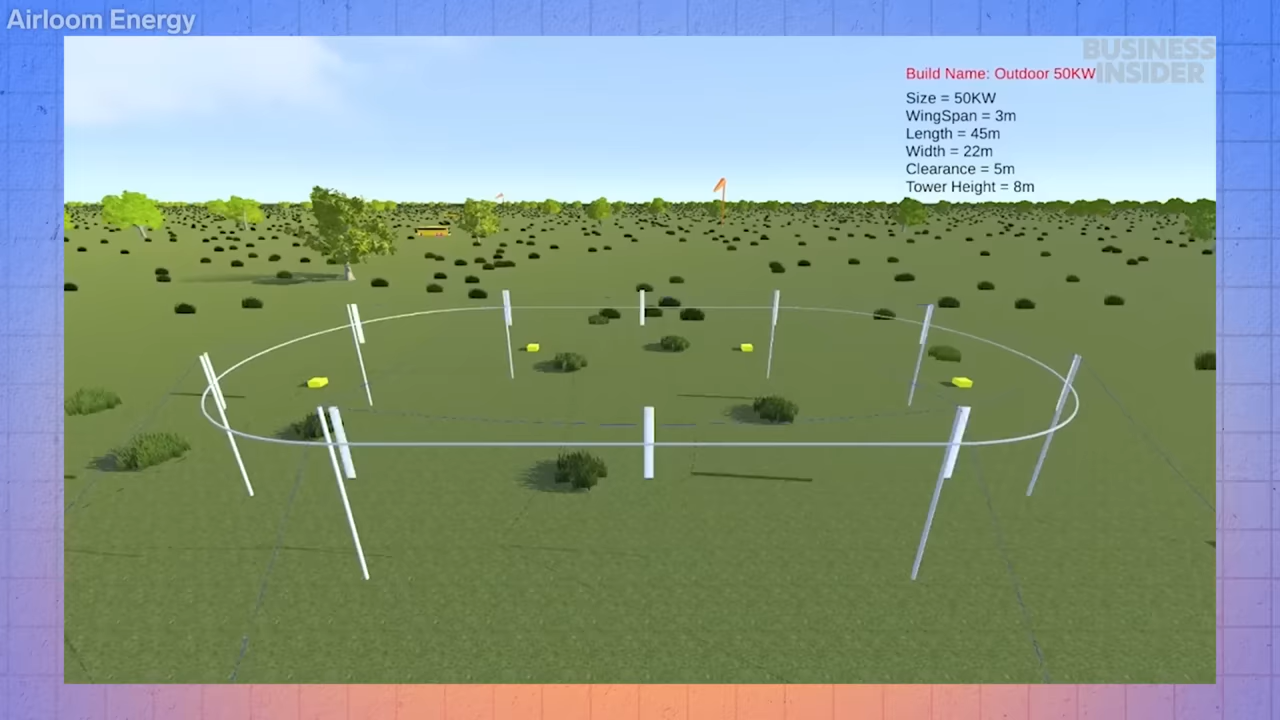 Airloom Energy
BUSINESS
INSIDER
Build Name: Outdoor 50KW
Size = 50KW
WingSpan = 3m
Length = 45m
Width = 22m
Clearance = 5m
Tower Height = 8m